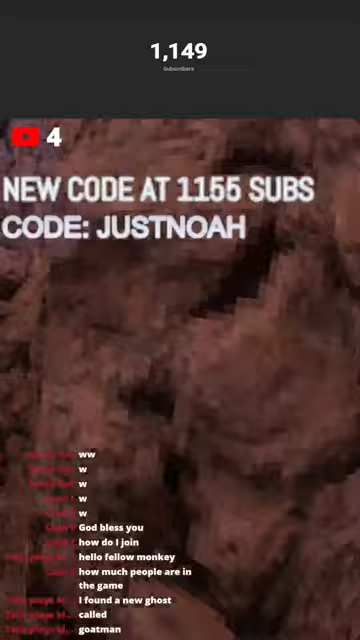 1,149
Subscribers
4
NEW CODE AT 1155 SUBS
CODE: JUSTNOAH
ww
w
w
w
w
God bless you
how do I join
hello fellow monkey
how much people are in
the game
I found a new ghost
called
goatman